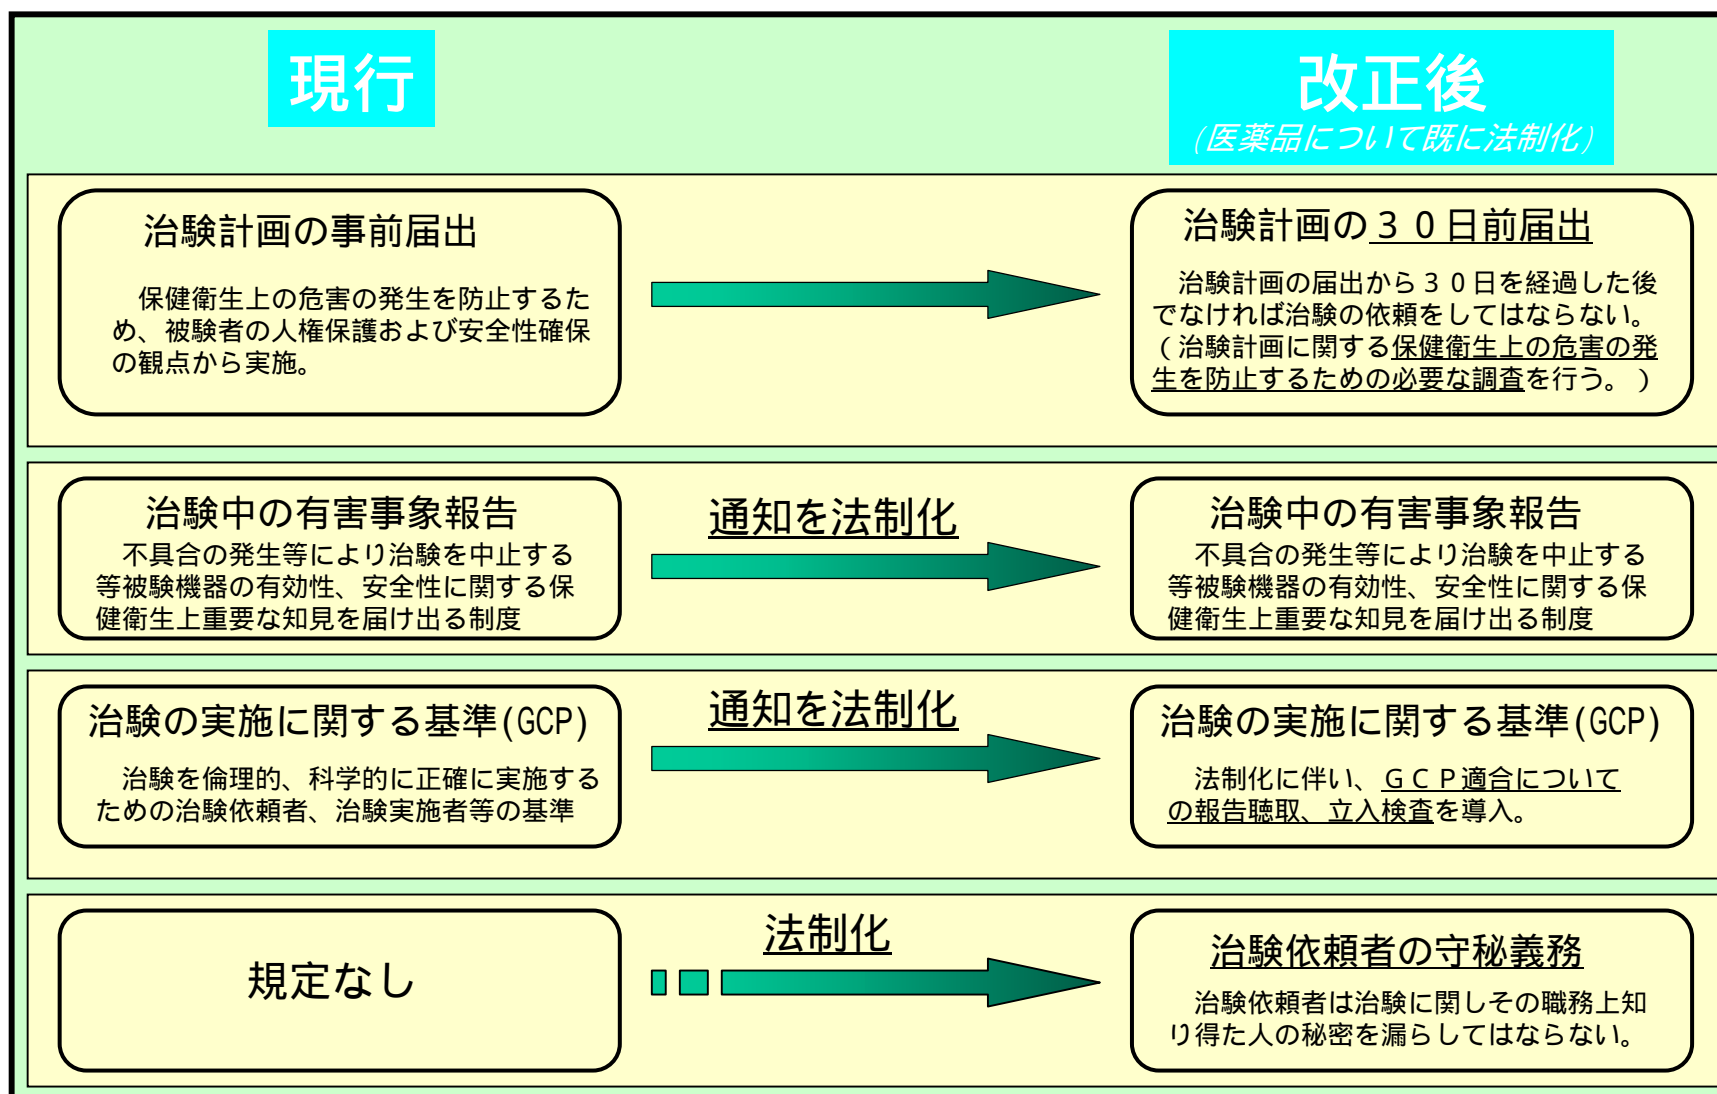 現行
改正後
(医薬品について既に法制化)
治験計画の事前届出
保健衛生上の危害の発生を防止するた
め、被験者の人権保護および安全性確保
の観点から実施。
治験計画の３０日前届出
治験計画の届出から３０日を経過した後
でなければ治験の依頼をしてはならない。
(治験計画に関する保健衛生上の危害の発
生を防止するための必要な調査を行う。)
治験中の有害事象報告
不具合の発生等により治験を中止する
等被験機器の有効性、安全性に関する保
健衛生上重要な知見を届け出る制度
通知を法制化
治験中の有害事象報告
不具合の発生等により治験を中止する
等被験機器の有効性、安全性に関する保
健衛生上重要な知見を届け出る制度
治験の実施に関する基準(GCP)
治験を倫理的、科学的に正確に実施する
ための治験依頼者、治験実施者等の基準
通知を法制化
治験の実施に関する基準(GCP)
法制化に伴い、ＧＣＰ適合について
の報告聴取、立入検査を導入。
規定なし
法制化
治験依頼者の守秘義務
治験依頼者は治験に関しその職務上知
り得た人の秘密を漏らしてはならない。